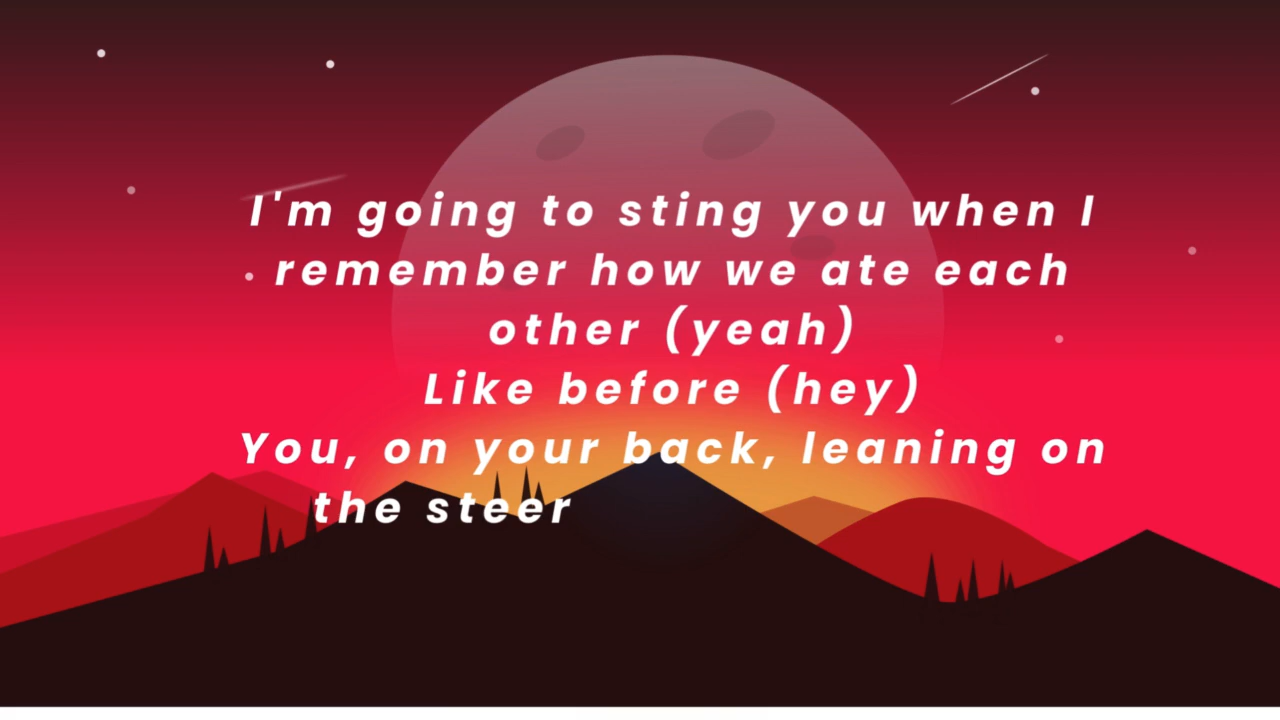 I'm going to sting you when I
remember how we ate each
other (yeah)
Like before (hey)
You, on your back, leaning on
the steer